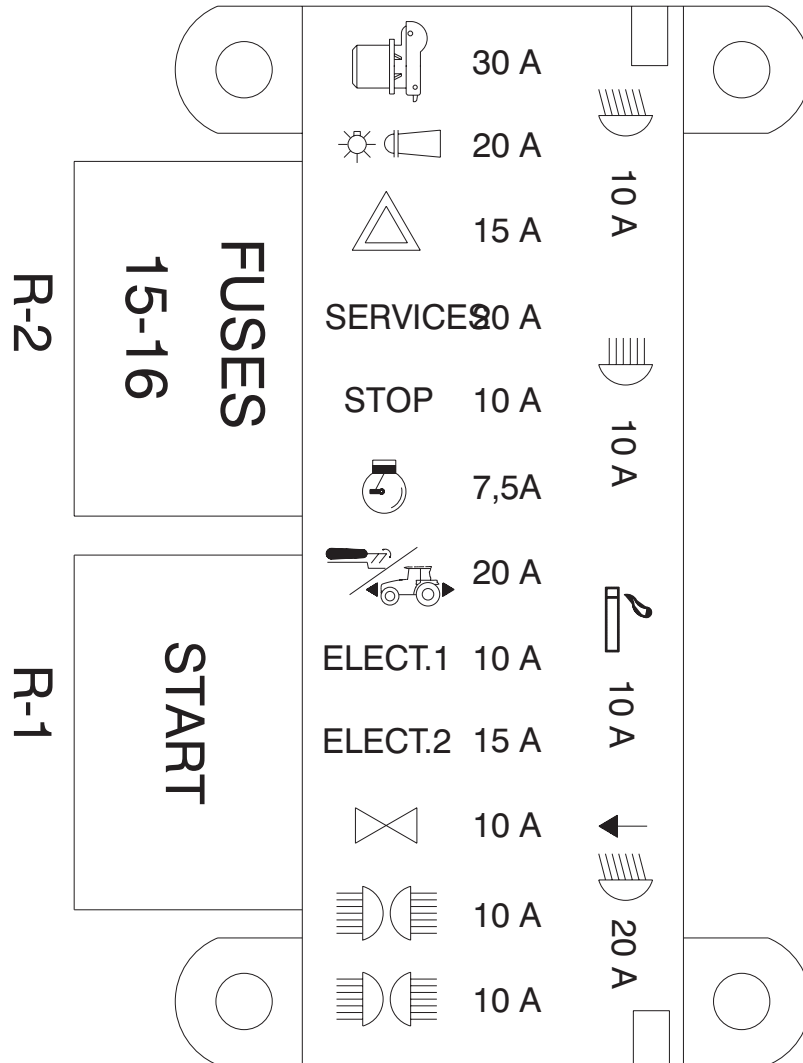 30 A
20 A
15 A
SERVICES 20 A
STOP 10 A
7,5A
20 A
ELECT.1 10 A
ELECT.2 15 A
10 A
10 A
10 A
10 A
10 A
10 A
20 A
FUSES
15-16
R-2
START
R-1